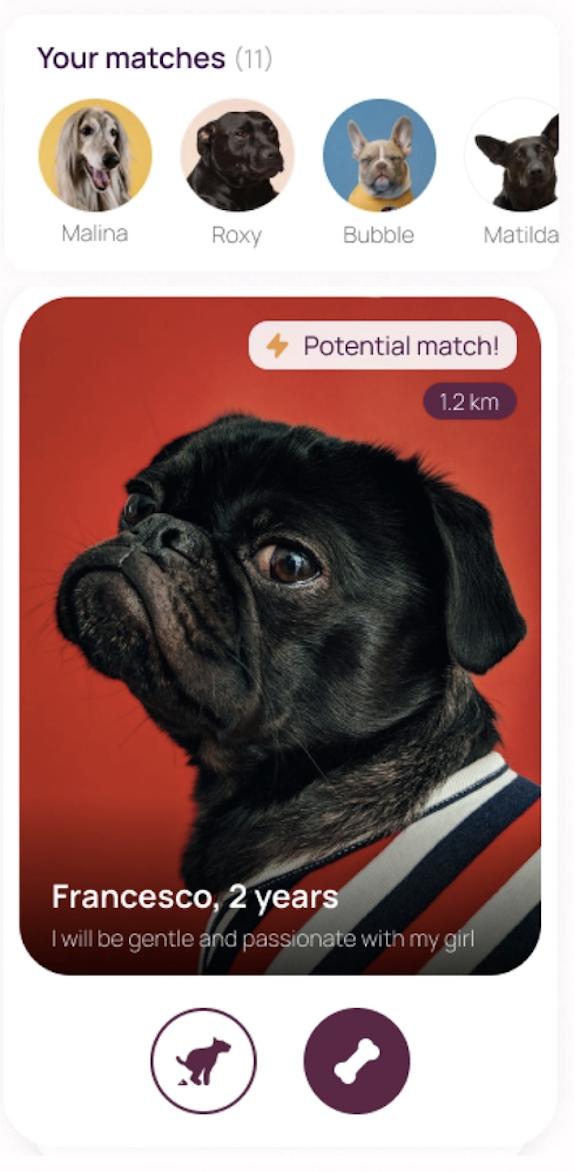 Your matches (11)
Malina
Roxy
Bubble
Matilda
Potential match!
1.2 km
Francesco, 2 years
I will be gentle and passionate with my girl